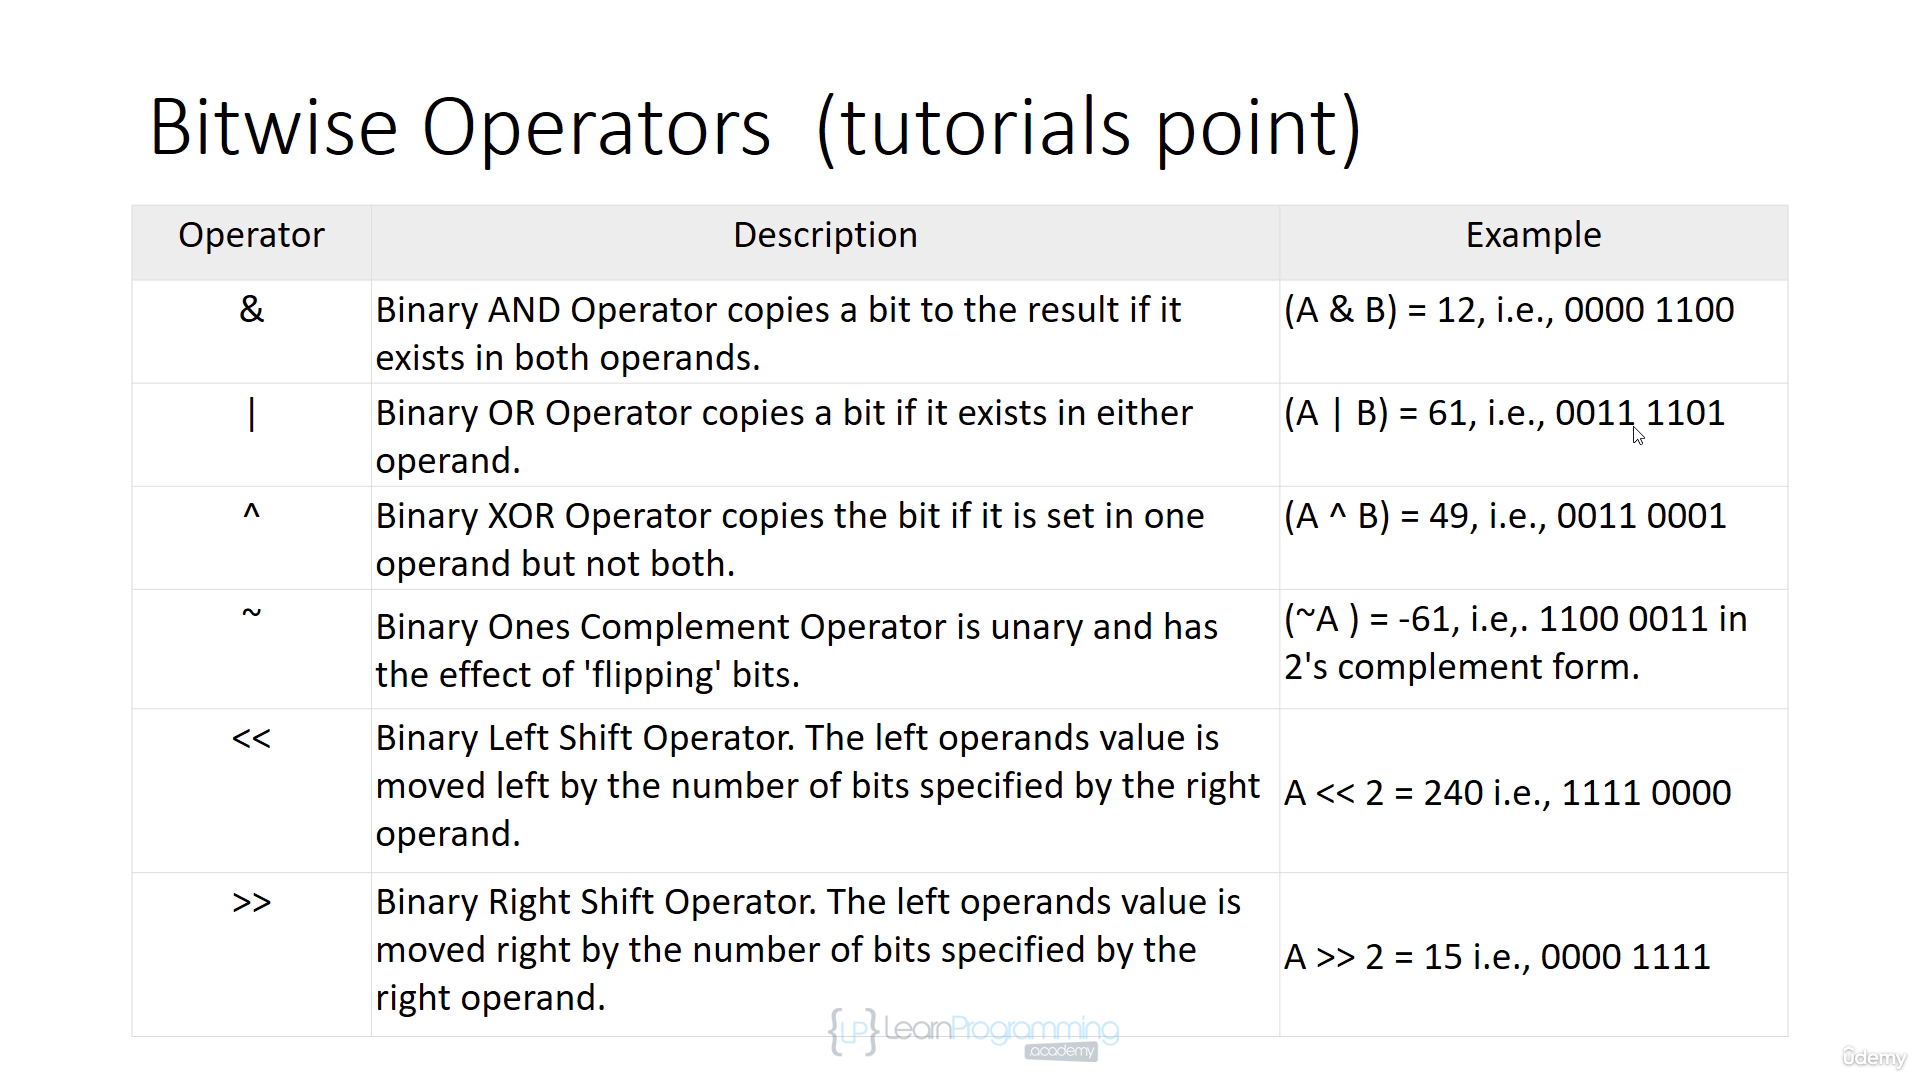 Bitwise Operators (tutorials point)
Operator Description Example
& Binary AND Operator copies a bit to the result if it (A & B) = 12, i.e., 0000 1100
exists in both operands.
| Binary OR Operator copies a bit if it exists in either (A | B) = 61, i.e., 0011 1101
operand.
^ Binary XOR Operator copies the bit if it is set in one (A ^ B) = 49, i.e., 0011 0001
operand but not both.
~ Binary Ones Complement Operator is unary and has (~A ) = -61, i.e,. 1100 0011 in
the effect of 'flipping' bits. 2's complement form.
<< Binary Left Shift Operator. The left operands value is
moved left by the number of bits specified by the right A << 2 = 240 i.e., 1111 0000
operand.
>> Binary Right Shift Operator. The left operands value is
moved right by the number of bits specified by the A >> 2 = 15 i.e., 0000 1111
right operand.
{LP} LearnProgramming
.academy
ûdemy